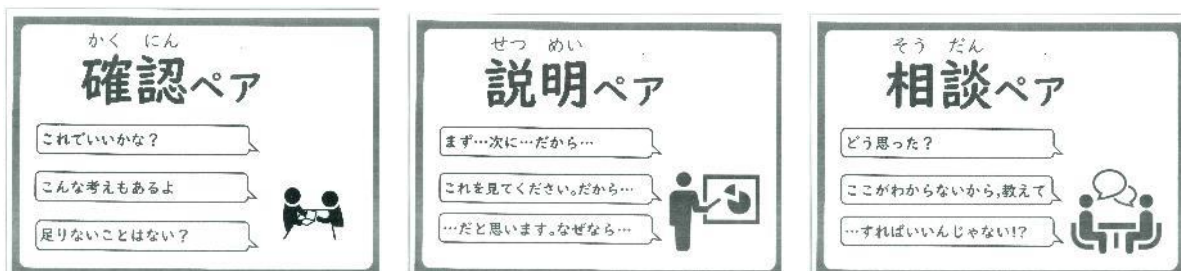 かく にん
確認ペア
これでいいかな？
こんな考えもあるよ
足りないことはない？
せつ めい
説明ペア
まず…次に…だから…
これを見てください。だから…
…だと思います。なぜなら…
そう だん
相談ペア
どう思った？
ここがわからないから,教えて
…すればいいんじゃない!?